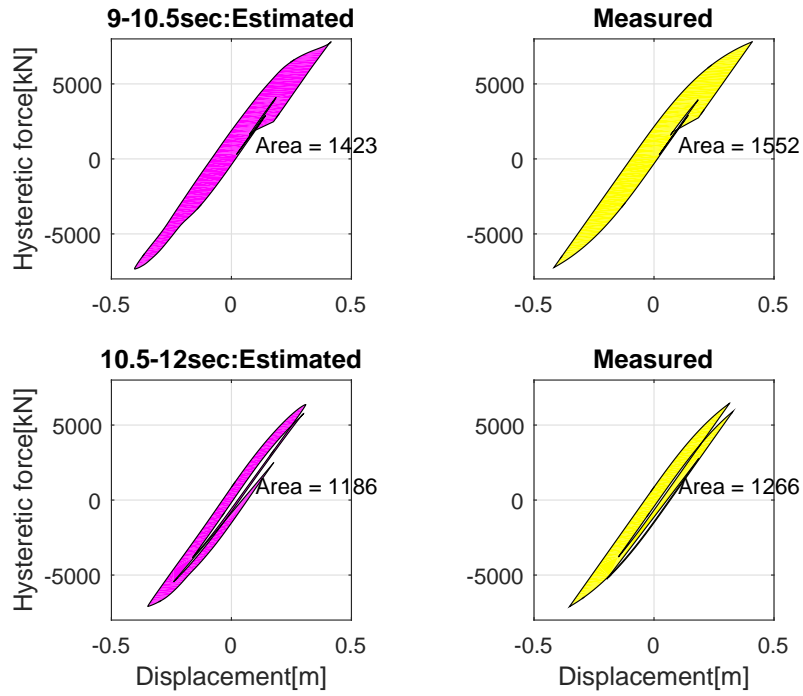 9-10.5sec:Estimated
Measured
Hysteretic force[kN]
5000
0
-5000
Area = 1423
-0.5 0 0.5
5000
0
-5000
Area = 1552
-0.5 0 0.5
10.5-12sec:Estimated
Measured
Hysteretic force[kN]
5000
0
-5000
Area = 1186
-0.5 0 0.5
Displacement[m]
5000
0
-5000
Area = 1266
-0.5 0 0.5
Displacement[m]